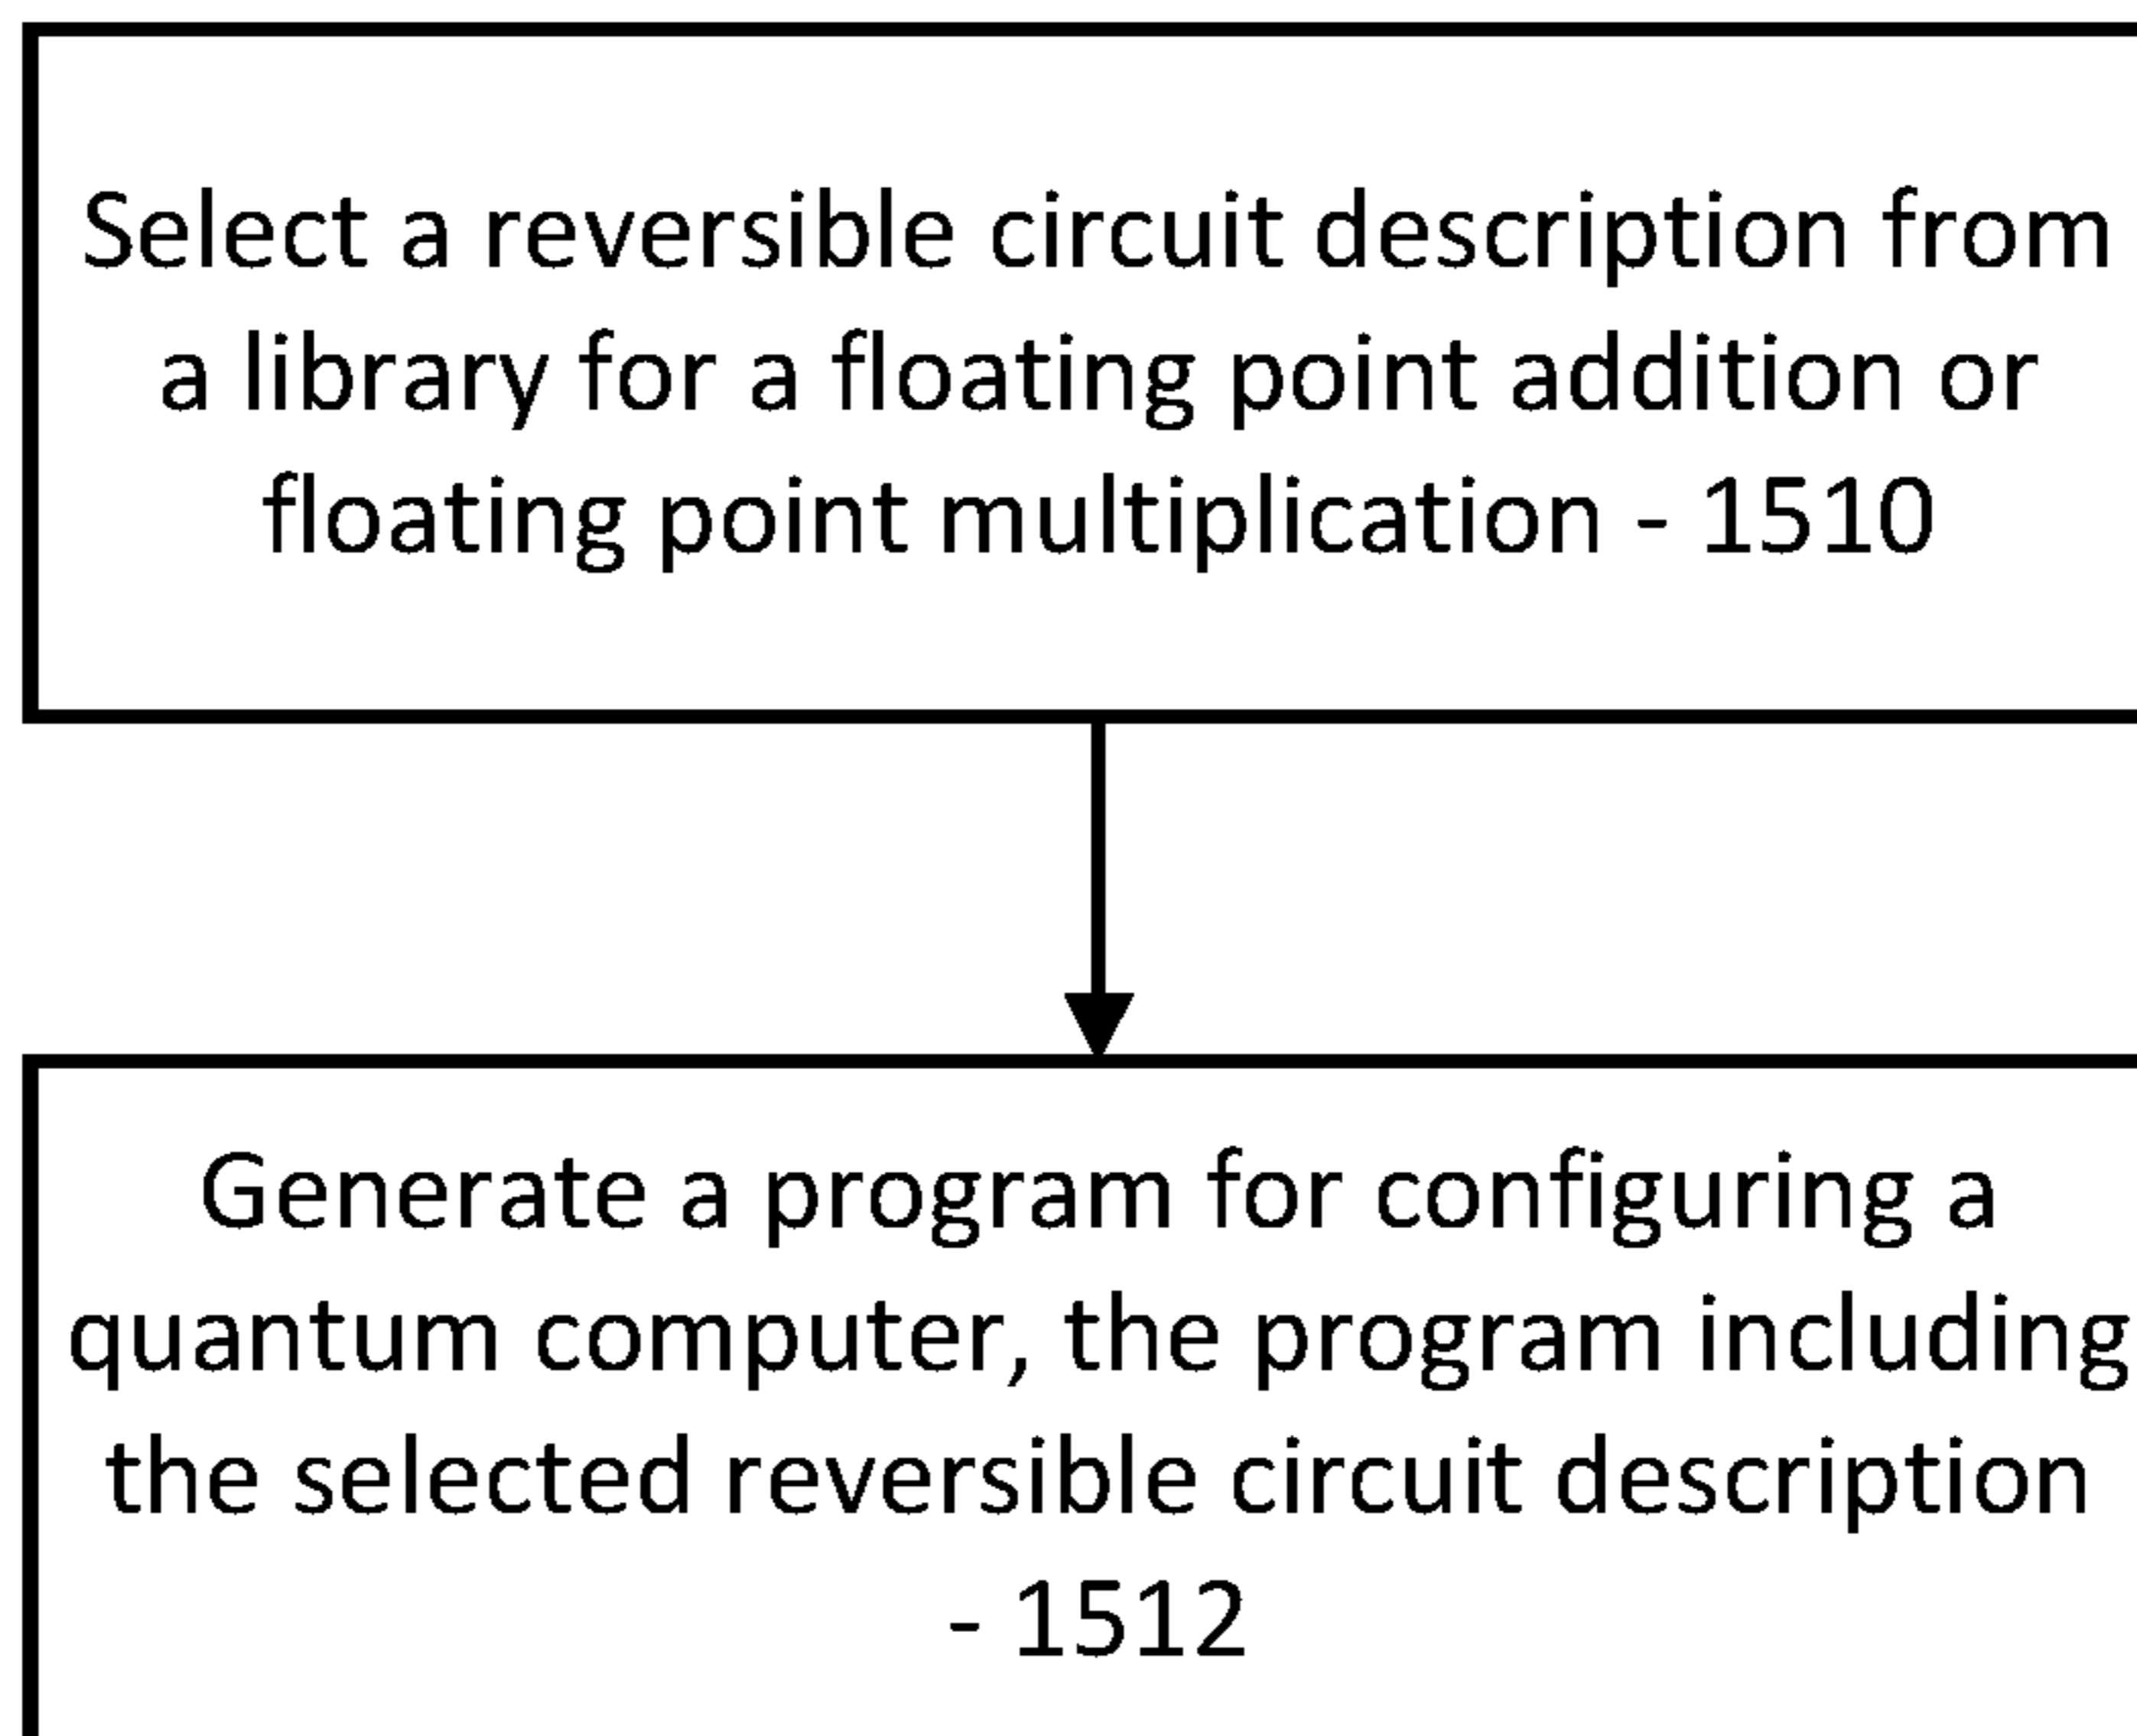 Select a reversible circuit description from
a library for a floating point addition or
floating point multiplication - 1510
Generate a program for configuring a
quantum computer, the program including
the selected reversible circuit description
- 1512